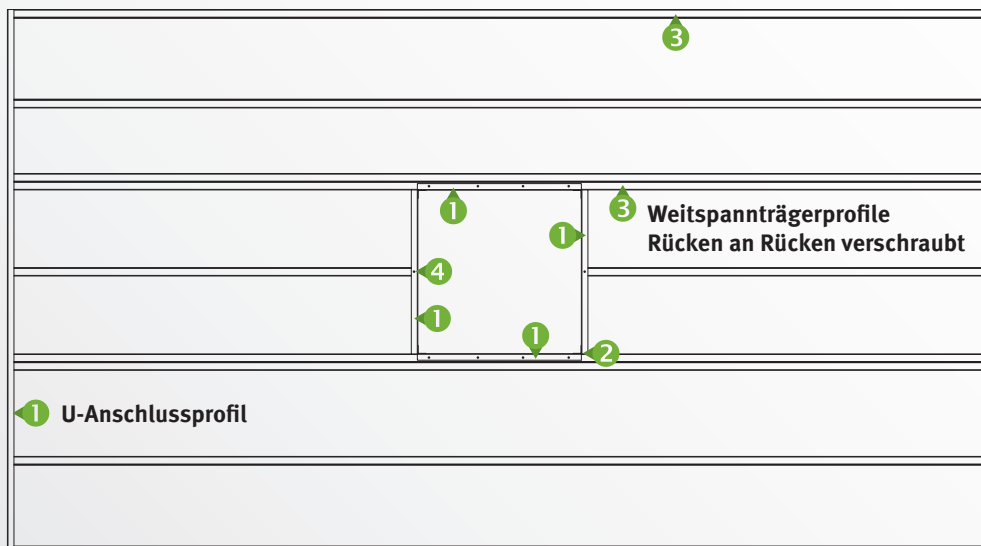 3
1
3
Weitspannträgerprofile
1
Rücken an Rücken verschraubt
4
1
1
2
1 U-Anschlussprofil